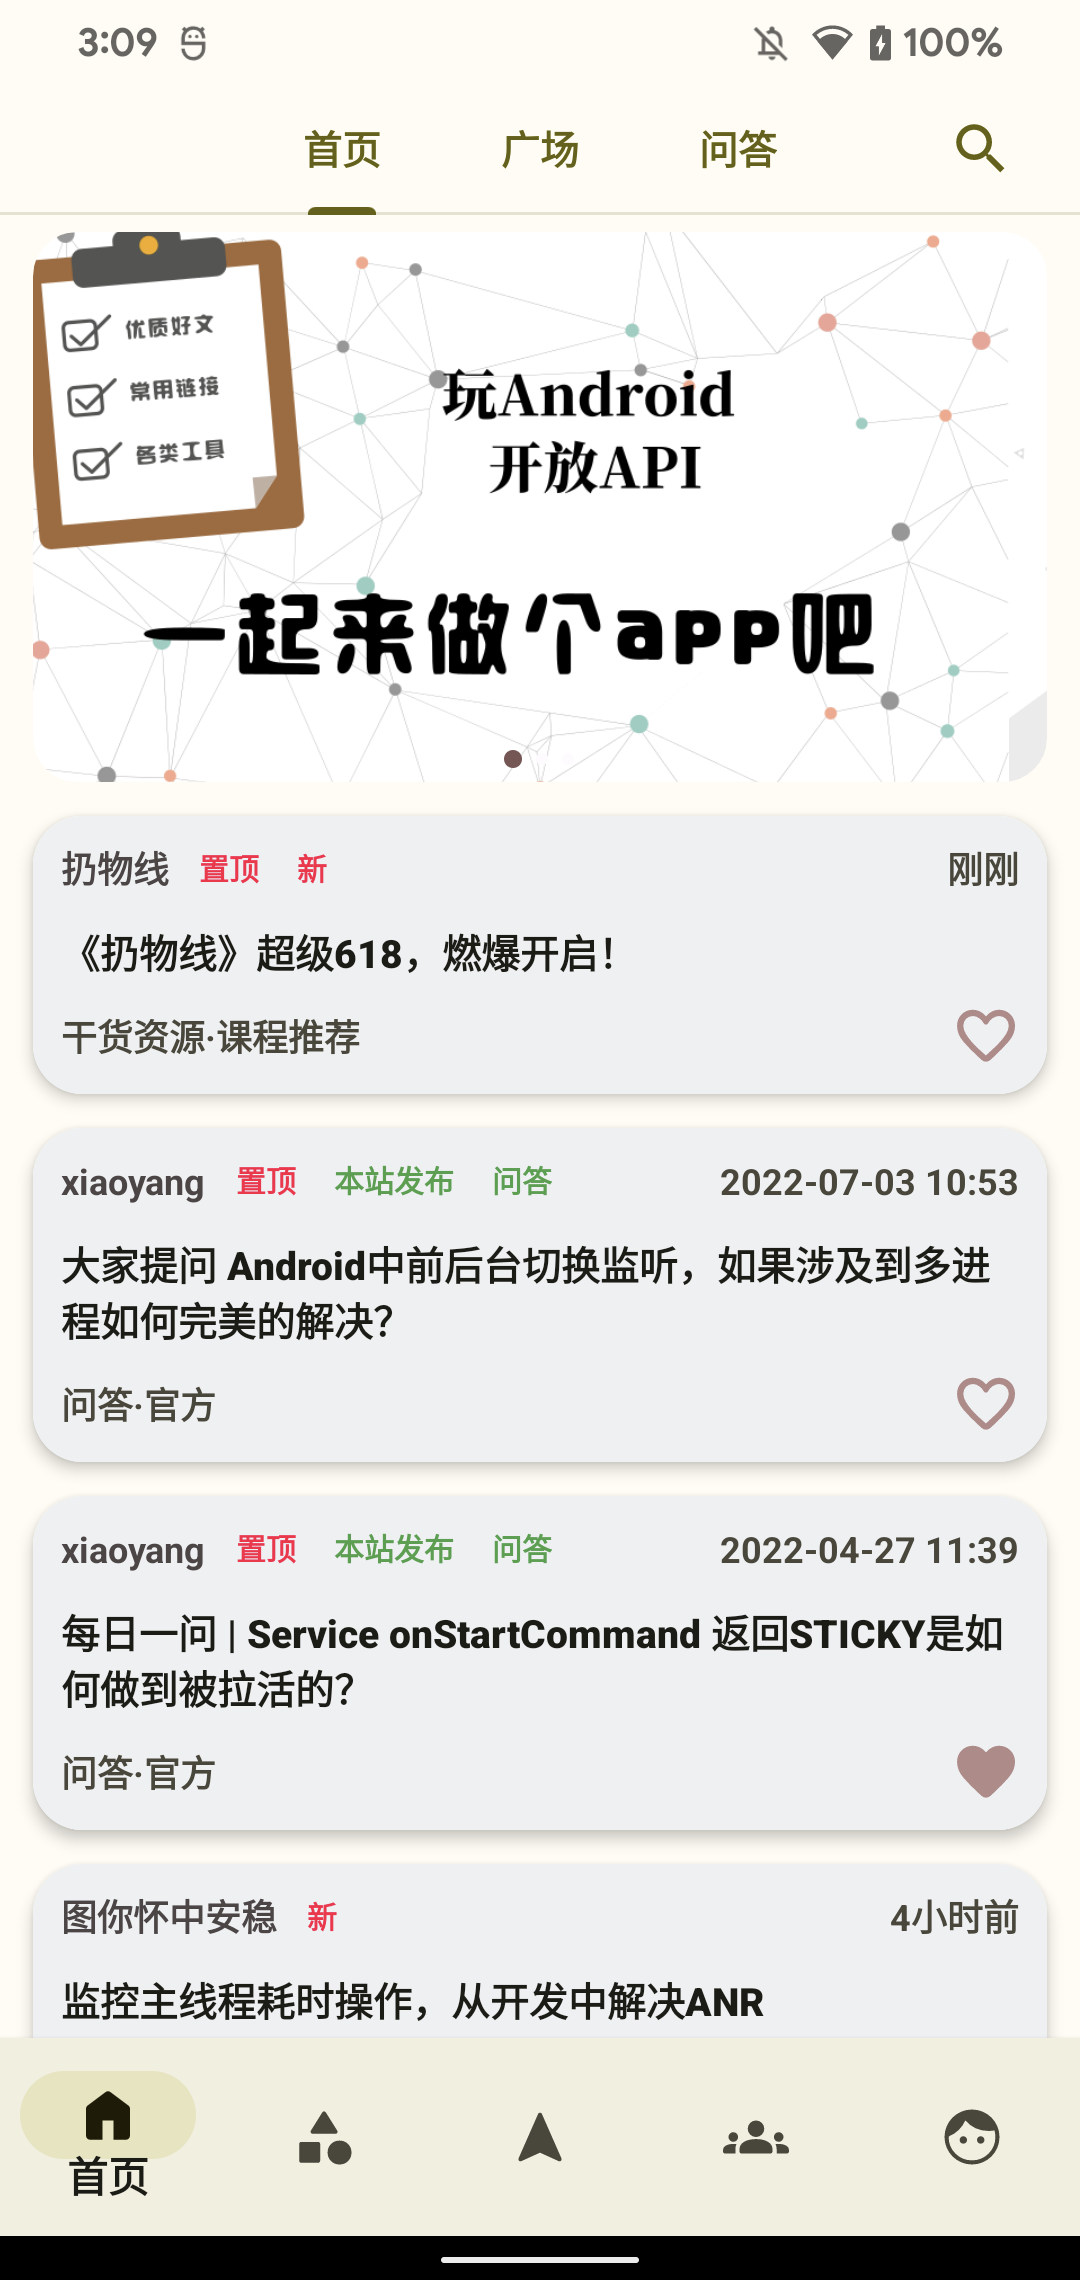 3:09
100%
首页
广场
问答
优质好文
常用链接
各类工具
玩Android
开放API
一起来做个app吧
扔物线 置顶 新 刚刚
《扔物线》超级618，燃爆开启！
干货资源·课程推荐
xiaoyang 置顶 本站发布 问答 2022-07-03 10:53
大家提问 Android中前后台切换监听，如果涉及到多进
程如何完美的解决？
问答·官方
xiaoyang 置顶 本站发布 问答 2022-04-27 11:39
每日一问 | Service onStartCommand 返回STICKY是如
何做到被拉活的？
问答·官方
图你怀中安稳 新 4小时前
监控主线程耗时操作，从开发中解决ANR
首页